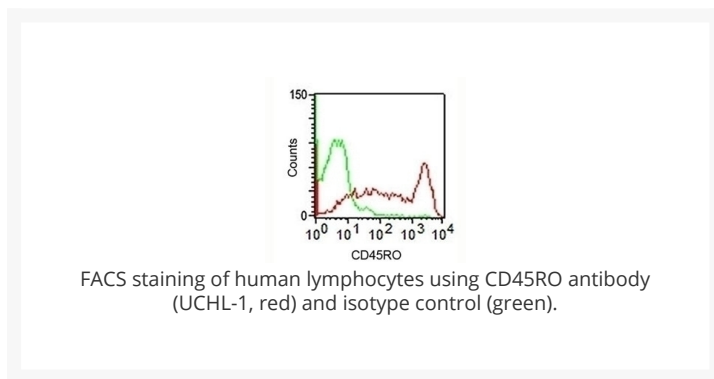 150
Counts
0
10⁰ 10¹ 10² 10³ 10⁴
CD45RO
FACS staining of human lymphocytes using CD45RO antibody
(UCHL-1, red) and isotype control (green).